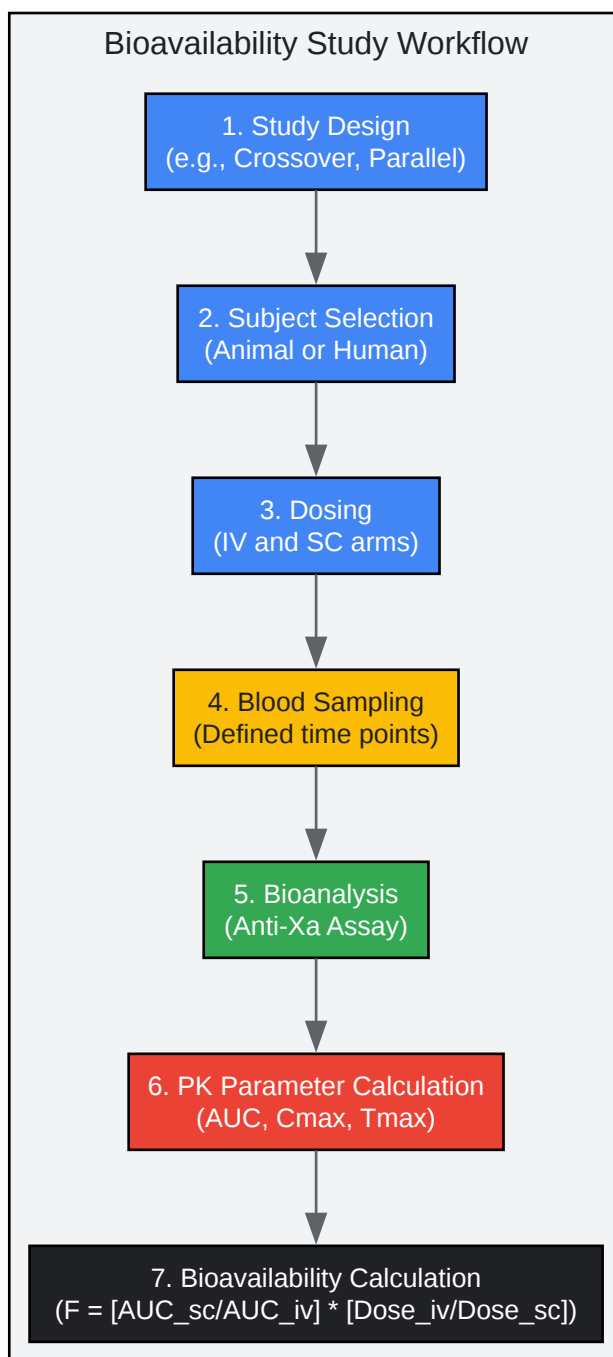 Bioavailability Study Workflow
1. Study Design
(e.g., Crossover, Parallel)
2. Subject Selection
(Animal or Human)
3. Dosing
(IV and SC arms)
4. Blood Sampling
(Defined time points)
5. Bioanalysis
(Anti-Xa Assay)
6. PK Parameter Calculation
(AUC, Cmax, Tmax)
7. Bioavailability Calculation
(F = [AUC_sc/AUC_iv] * [Dose_iv/Dose_sc])